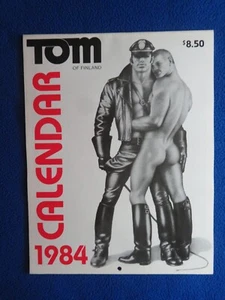 TOM
OF FINLAND
$8.50
CALENDAR
1984